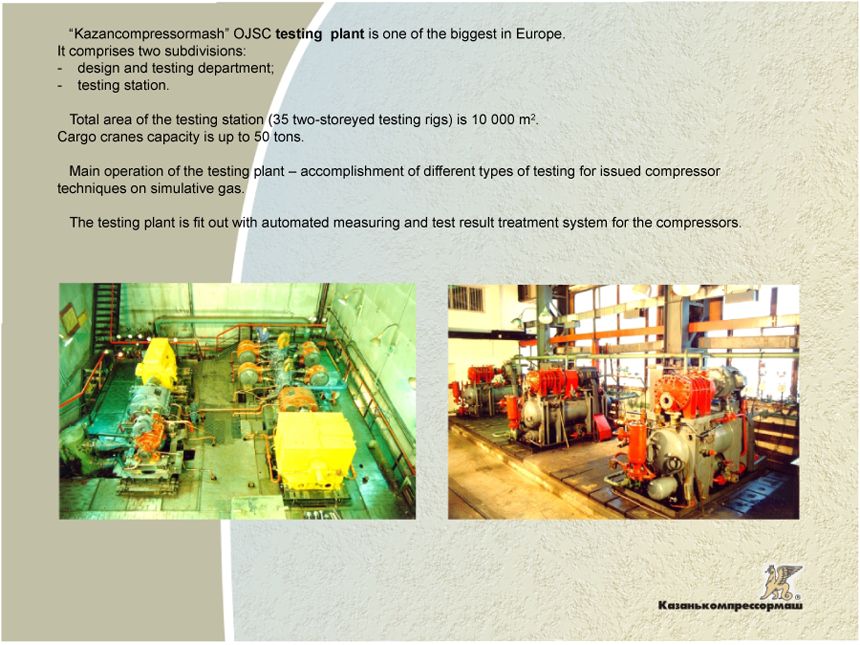 “Kazancompressormash” OJSC testing plant is one of the biggest in Europe.
It comprises two subdivisions:
- design and testing department;
- testing station.
Total area of the testing station (35 two-storeyed testing rigs) is 10 000 m².
Cargo cranes capacity is up to 50 tons.
Main operation of the testing plant – accomplishment of different types of testing for issued compressor
techniques on simulative gas.
The testing plant is fit out with automated measuring and test result treatment system for the compressors.
®
Казанькомпрессормаш